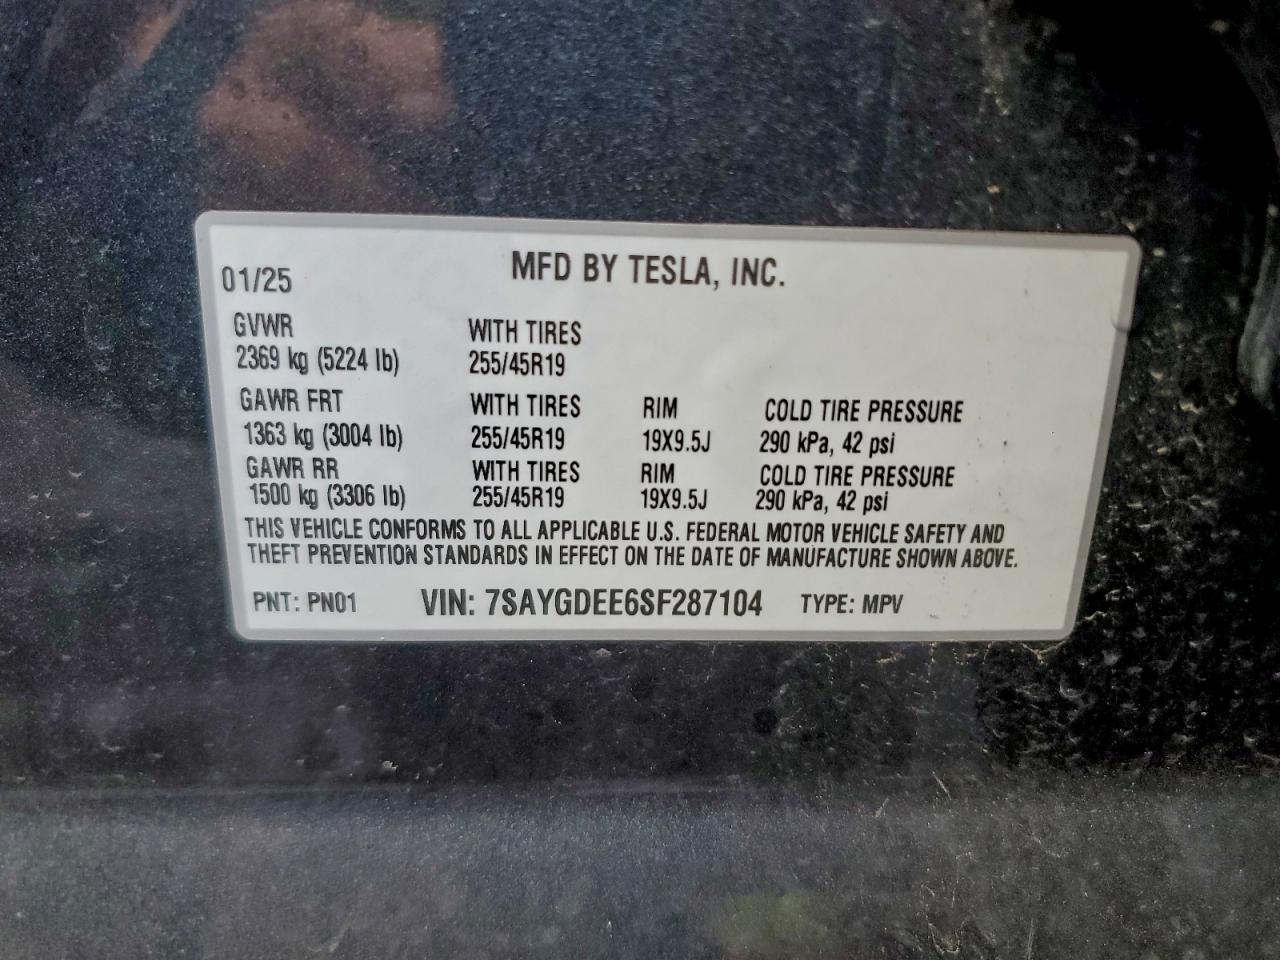 01/25 MFD BY TESLA, INC.
GVWR WITH TIRES
2369 kg (5224 lb) 255/45R19
GAWR FRT WITH TIRES RIM COLD TIRE PRESSURE
1363 kg (3004 lb) 255/45R19 19X9.5J 290 kPa, 42 psi
GAWR RR WITH TIRES RIM COLD TIRE PRESSURE
1500 kg (3306 lb) 255/45R19 19X9.5J 290 kPa, 42 psi
THIS VEHICLE CONFORMS TO ALL APPLICABLE U.S. FEDERAL MOTOR VEHICLE SAFETY AND
THEFT PREVENTION STANDARDS IN EFFECT ON THE DATE OF MANUFACTURE SHOWN ABOVE.
PNT: PN01 VIN: 7SAYGDEE6SF287104 TYPE: MPV